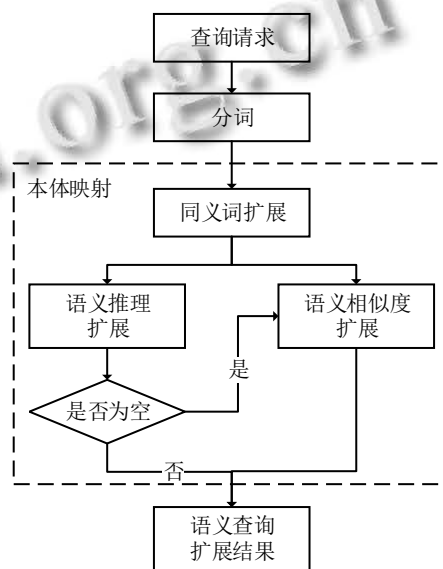 查询请求
分词
本体映射
同义词扩展
语义推理
扩展
语义相似度
扩展
是
是否为空
否
语义查询
扩展结果
.org.cn